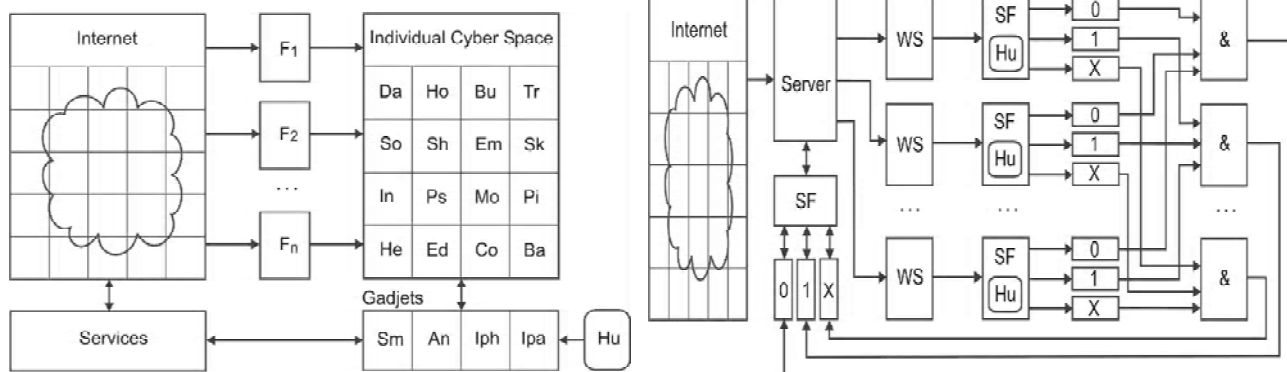 Internet
F1
F2
...
Fn
Individual Cyber Space
Da Ho Bu Tr
So Sh Em Sk
In Ps Mo Pi
He Ed Co Ba
Gadjets
Services
Sm An Iph Ipa
Hu
Internet
Server
SF
0 1 X
WS
SF
Hu
0
1
X
&
WS
SF
Hu
0
1
X
&
...
...
...
WS
SF
Hu
0
1
X
&